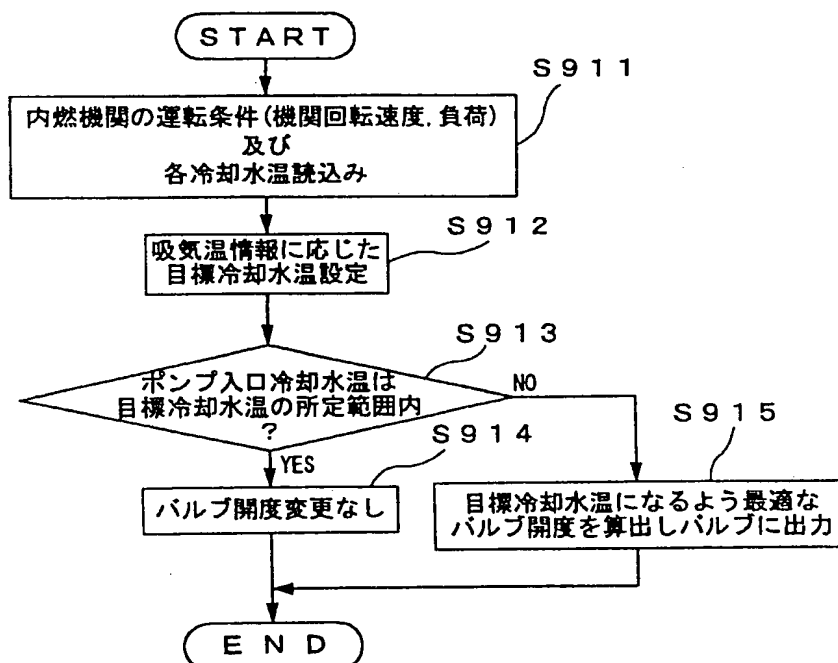 START
S911
内燃機関の運転条件(機関回転速度,負荷)
及び
各冷却水温読込み
S912
吸気温情報に応じた
目標冷却水温設定
S913
ポンプ入口冷却水温は
目標冷却水温の所定範囲内
?
NO
YES
S914
バルブ開度変更なし
S915
目標冷却水温になるよう最適な
バルブ開度を算出しバルブに出力
END